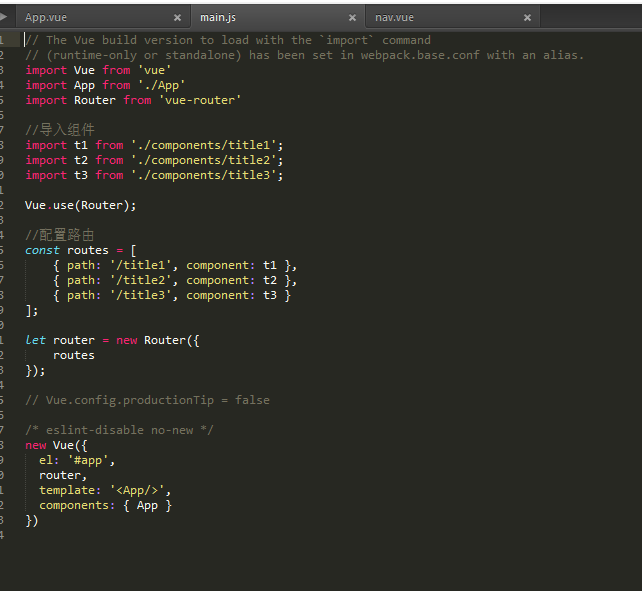 App.vue × main.js × nav.vue ×
1 // The Vue build version to load with the `import` command
2 // (runtime-only or standalone) has been set in webpack.base.conf with an alias.
3 import Vue from 'vue'
4 import App from './App'
5 import Router from 'vue-router'
6
7 //导入组件
8 import t1 from './components/title1';
9 import t2 from './components/title2';
0 import t3 from './components/title3';
1
2 Vue.use(Router);
3
4 //配置路由
5 const routes = [
6 { path: '/title1', component: t1 },
7 { path: '/title2', component: t2 },
8 { path: '/title3', component: t3 }
9 ];
0
1 let router = new Router({
2 routes
3 });
4
5 // Vue.config.productionTip = false
6
7 /* eslint-disable no-new */
8 new Vue({
9 el: '#app',
0 router,
1 template: '<App/>',
2 components: { App }
3 })
4